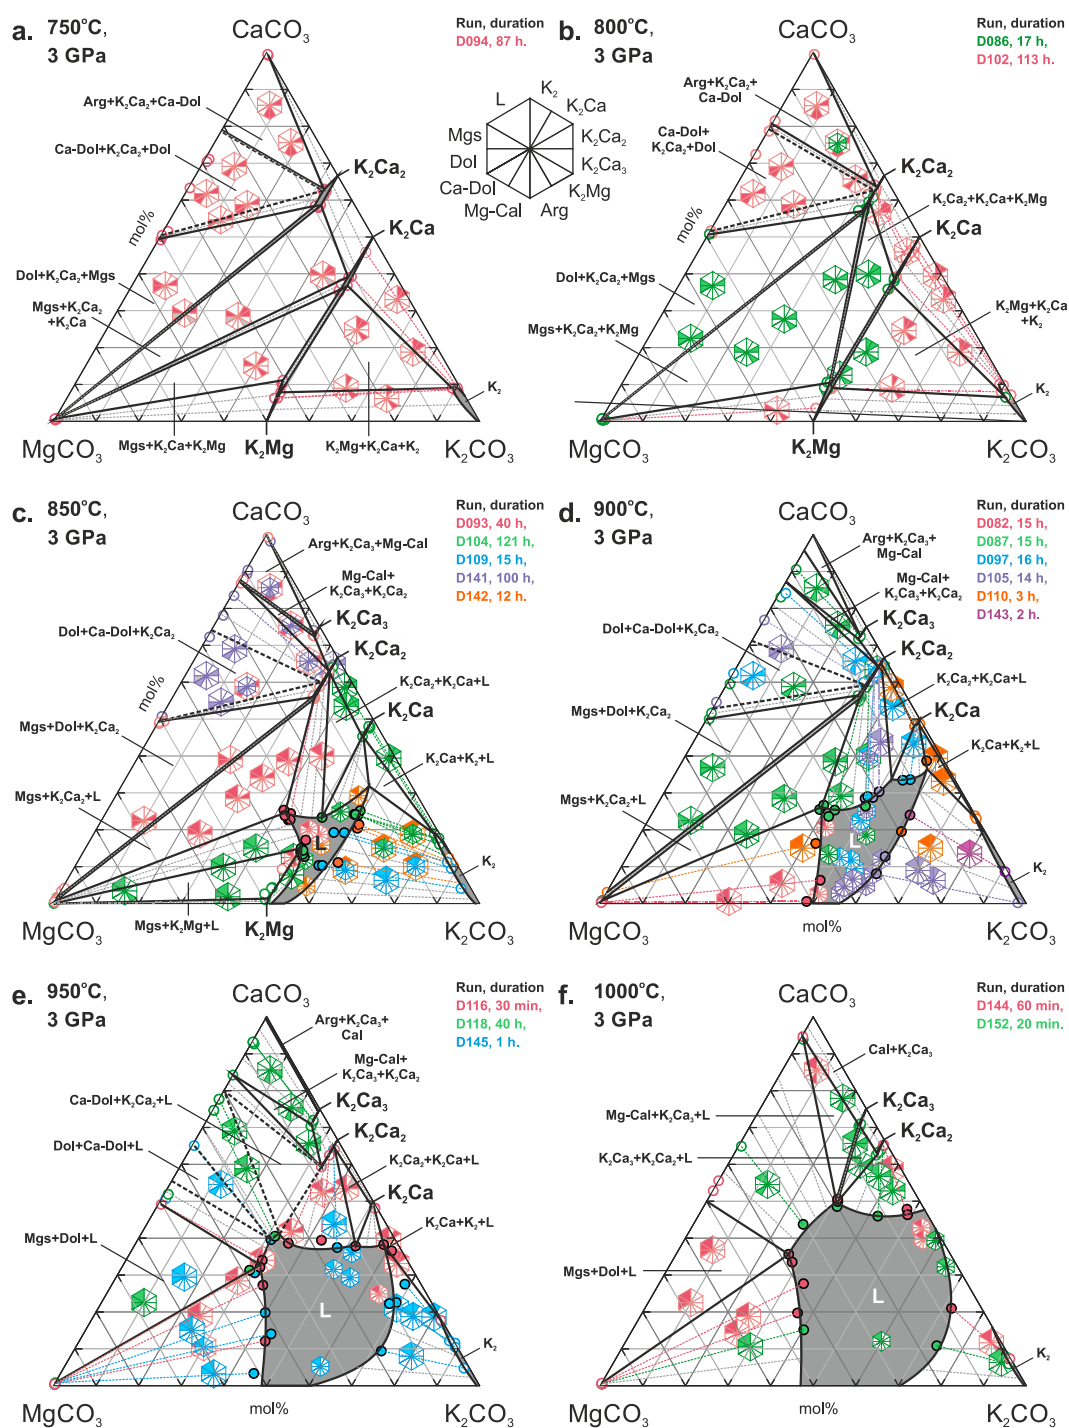 a. 750°C,
3 GPa
CaCO₃
Run, duration
D094, 87 h.
Arg+K₂Ca₂+Ca-Dol
Ca-Dol+K₂Ca₂+Dol
K₂Ca₂
mol%
K₂Ca
Dol+K₂Ca₂+Mgs
Mgs+K₂Ca₂
+K₂Ca
K₂
MgCO₃
Mgs+K₂Ca+K₂Mg
K₂Mg
K₂Mg+K₂Ca+K₂
K₂CO₃
L
K₂
K₂Ca
Mgs
K₂Ca₂
Dol
K₂Ca₃
Ca-Dol
K₂Mg
Mg-Cal
Arg
b. 800°C,
3 GPa
CaCO₃
Run, duration
D086, 17 h,
D102, 113 h.
Arg+K₂Ca₂+
Ca-Dol
Ca-Dol+
K₂Ca₂+Dol
K₂Ca₂
K₂Ca₂+K₂Ca+K₂Mg
mol%
K₂Ca
Dol+K₂Ca₂+Mgs
K₂Mg+K₂Ca
+K₂
Mgs+K₂Ca₂+K₂Mg
K₂
MgCO₃
K₂Mg
K₂CO₃
c. 850°C,
3 GPa
CaCO₃
Run, duration
D093, 40 h,
D104, 121 h,
D109, 15 h,
D141, 100 h,
D142, 12 h.
Arg+K₂Ca₃+Mg-Cal
Mg-Cal+
K₂Ca₃+K₂Ca₂
K₂Ca₃
Dol+Ca-Dol+K₂Ca₂
K₂Ca₂
K₂Ca₂+K₂Ca+L
mol%
K₂Ca
Mgs+Dol+K₂Ca₂
K₂Ca+K₂+L
Mgs+K₂Ca₂+L
L
K₂
MgCO₃
Mgs+K₂Mg+L
K₂Mg
K₂CO₃
d. 900°C,
3 GPa
CaCO₃
Run, duration
D082, 15 h,
D087, 15 h,
D097, 16 h,
D105, 14 h,
D110, 3 h,
D143, 2 h.
Arg+K₂Ca₃+
Mg-Cal
Mg-Cal+
K₂Ca₃+K₂Ca₂
K₂Ca₃
Dol+Ca-Dol+K₂Ca₂
K₂Ca₂
K₂Ca₂+K₂Ca+L
Mgs+Dol+K₂Ca₂
K₂Ca
K₂Ca+K₂+L
Mgs+K₂Ca₂+L
L
K₂
MgCO₃
mol%
K₂CO₃
e. 950°C,
3 GPa
CaCO₃
Run, duration
D116, 30 min,
D118, 40 h,
D145, 1 h.
Arg+K₂Ca₃+
Cal
Mg-Cal+
K₂Ca₃+K₂Ca₂
Ca-Dol+K₂Ca₂+L
K₂Ca₃
K₂Ca₂
Dol+Ca-Dol+L
K₂Ca₂+K₂Ca+L
K₂Ca
K₂Ca+K₂+L
Mgs+Dol+L
L
K₂
MgCO₃
mol%
K₂CO₃
f. 1000°C,
3 GPa
CaCO₃
Run, duration
D144, 60 min,
D152, 20 min.
Cal+K₂Ca₃
Mg-Cal+K₂Ca₃+L
K₂Ca₃
K₂Ca₂
K₂Ca₃+K₂Ca₂+L
Mgs+Dol+L
L
K₂
MgCO₃
mol%
K₂CO₃